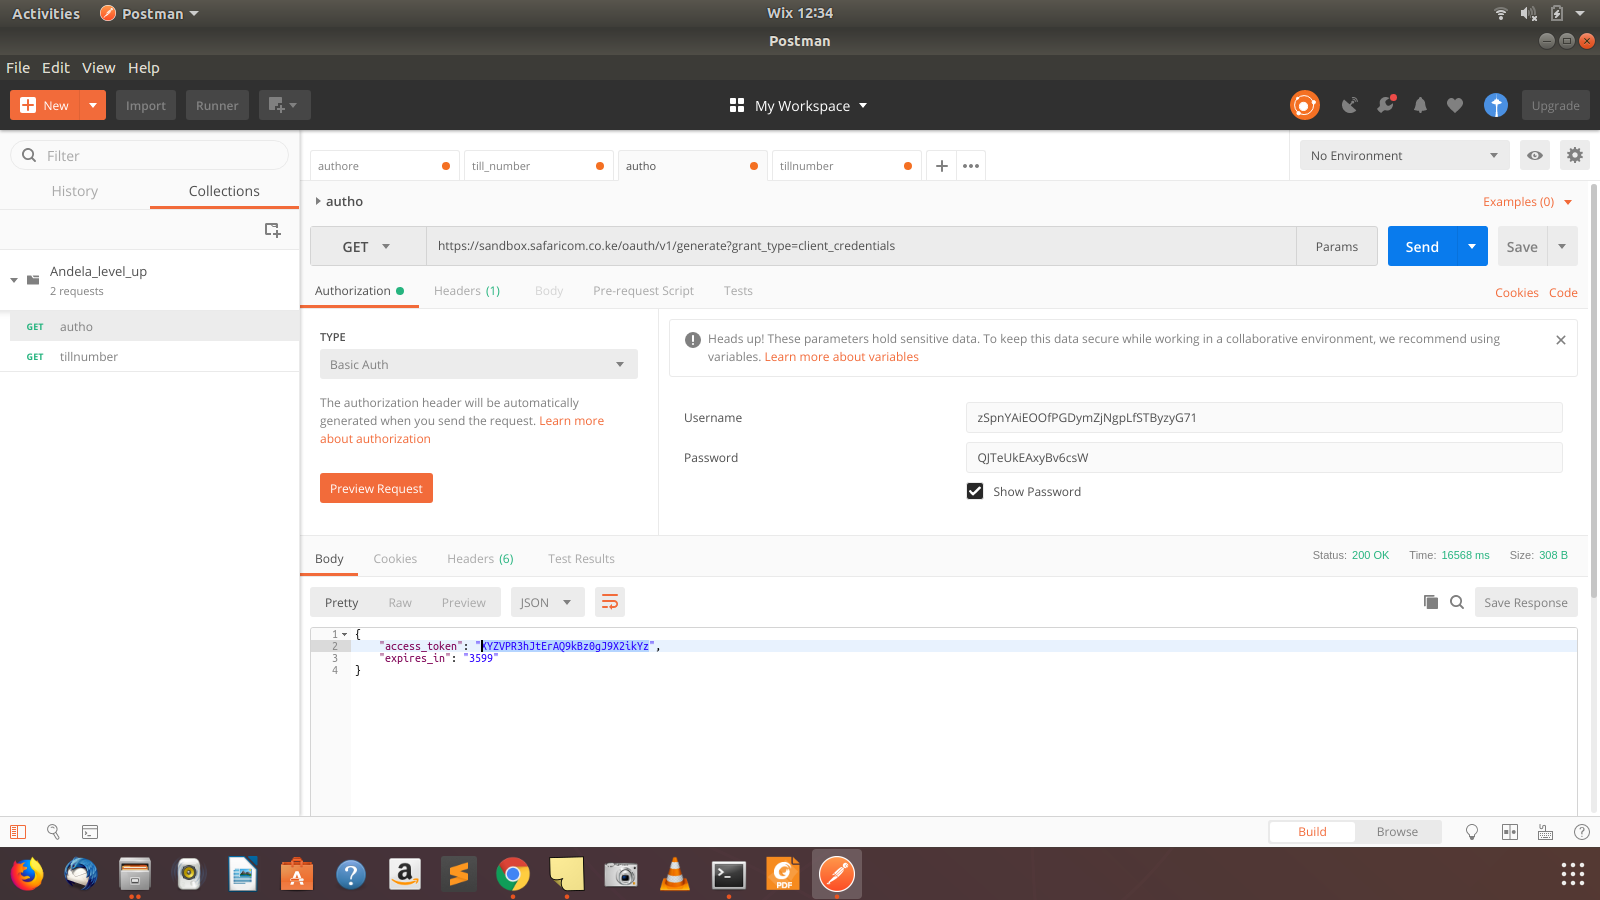 Activities Postman Wix 12:34
Postman
File Edit View Help
New Import Runner My Workspace Upgrade
Filter
History Collections
Andela_level_up
2 requests
GET autho
GET tillnumber
authore till_number autho tillnumber
No Environment
autho
Examples (0)
GET https://sandbox.safaricom.co.ke/oauth/v1/generate?grant_type=client_credentials Params Send Save
Authorization Headers (1) Body Pre-request Script Tests
Cookies Code
TYPE
Basic Auth
The authorization header will be automatically
generated when you send the request. Learn more
about authorization
Preview Request
Heads up! These parameters hold sensitive data. To keep this data secure while working in a collaborative environment, we recommend using
variables. Learn more about variables
Username zSpnYAiEOOfPGDymZjNgpLfSTByzyG71
Password QJTeUkEAxyBv6csW
Show Password
Body Cookies Headers (6) Test Results
Status: 200 OK Time: 16568 ms Size: 308 B
Pretty Raw Preview JSON
Save Response
1 {
2 "access_token": "XYZVPR3hJtErAQ9kBz0gJ9X2ikYz",
3 "expires_in": "3599"
4 }
Build Browse
PDF